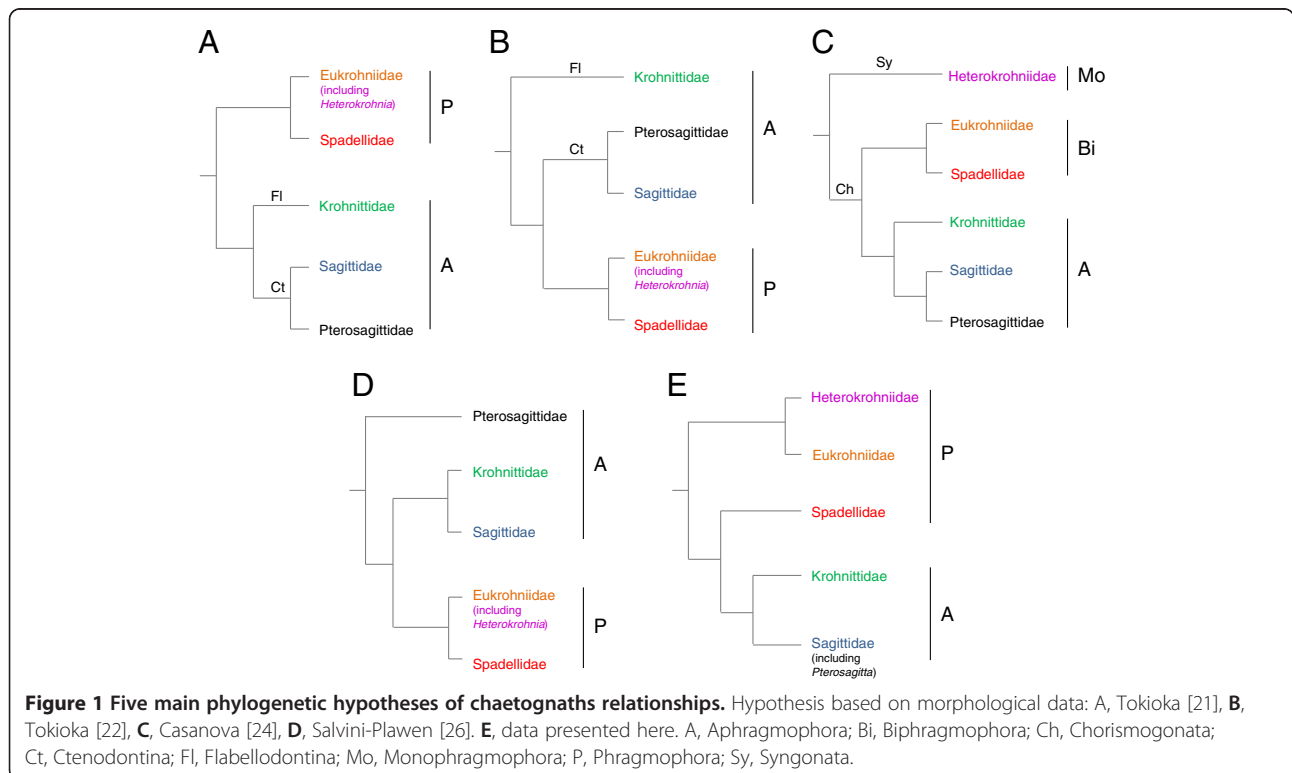 A
Eukrohniidae
(including
Heterokrohnia)
P
Spadellidae
Fl
Krohnittidae
Sagittidae
A
Ct
Pterosagittidae
B
Fl
Krohnittidae
Pterosagittidae
A
Ct
Sagittidae
Eukrohniidae
(including
Heterokrohnia)
P
Spadellidae
C
Sy
Heterokrohniidae
Mo
Eukrohniidae
Bi
Spadellidae
Ch
Krohnittidae
Sagittidae
A
Pterosagittidae
D
Pterosagittidae
A
Krohnittidae
Sagittidae
Eukrohniidae
(including
Heterokrohnia)
P
Spadellidae
E
Heterokrohniidae
P
Eukrohniidae
Spadellidae
Krohnittidae
A
Sagittidae
(including
Pterosagitta)
Figure 1 Five main phylogenetic hypotheses of chaetognaths relationships. Hypothesis based on morphological data: A, Tokioka [21], B,
Tokioka [22], C, Casanova [24], D, Salvini-Plawen [26]. E, data presented here. A, Aphragmophora; Bi, Biphragmophora; Ch, Chorismogonata;
Ct, Ctenodontina; Fl, Flabellodontina; Mo, Monophragmophora; P, Phragmophora; Sy, Syngonata.